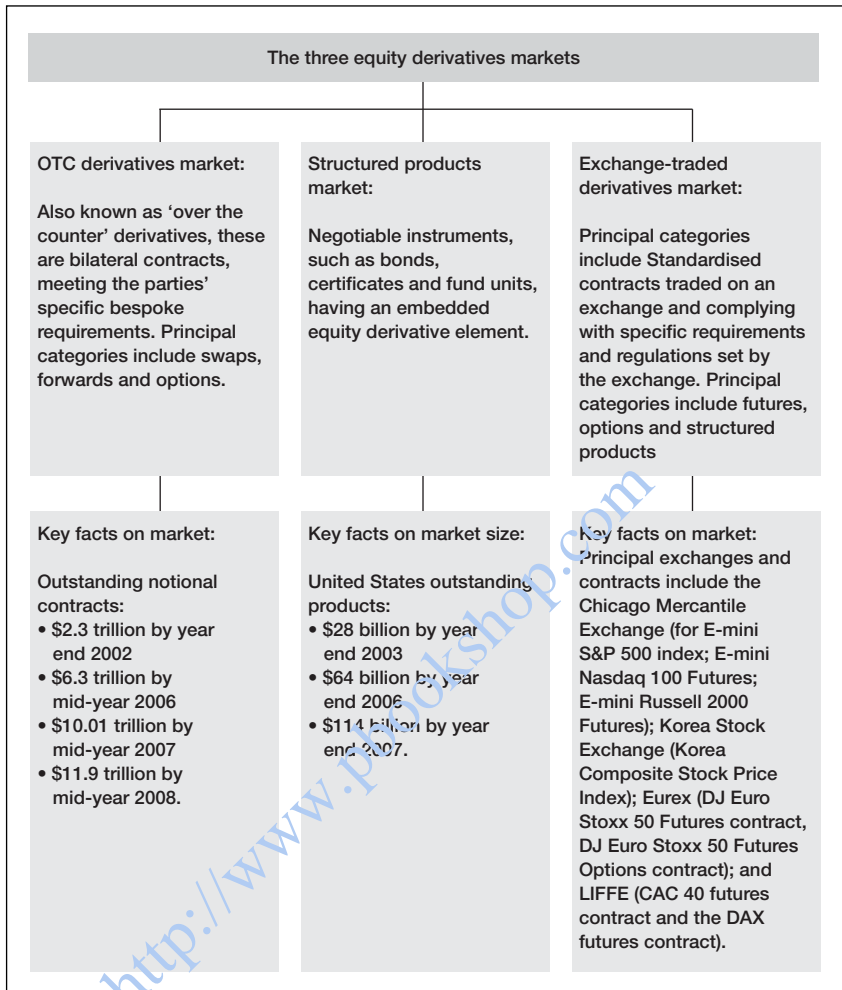 The three equity derivatives markets
OTC derivatives market:
Also known as ‘over the
counter’ derivatives, these
are bilateral contracts,
meeting the parties’
specific bespoke
requirements. Principal
categories include swaps,
forwards and options.
Structured products
market:
Negotiable instruments,
such as bonds,
certificates and fund units,
having an embedded
equity derivative element.
Exchange-traded
derivatives market:
Principal categories
include Standardised
contracts traded on an
exchange and complying
with specific requirements
and regulations set by
the exchange. Principal
categories include futures,
options and structured
products
Key facts on market:
Outstanding notional
contracts:
• $2.3 trillion by year
end 2002
• $6.3 trillion by
mid-year 2006
• $10.01 trillion by
mid-year 2007
• $11.9 trillion by
mid-year 2008.
Key facts on market size:
United States outstanding
products:
• $28 billion by year
end 2003
• $64 billion by year
end 2006
• $114 billion by year
end 2007.
Key facts on market:
Principal exchanges and
contracts include the
Chicago Mercantile
Exchange (for E-mini
S&P 500 index; E-mini
Nasdaq 100 Futures;
E-mini Russell 2000
Futures); Korea Stock
Exchange (Korea
Composite Stock Price
Index); Eurex (DJ Euro
Stoxx 50 Futures contract,
DJ Euro Stoxx 50 Futures
Options contract); and
LIFFE (CAC 40 futures
contract and the DAX
futures contract).
http://www.pbookshop.com